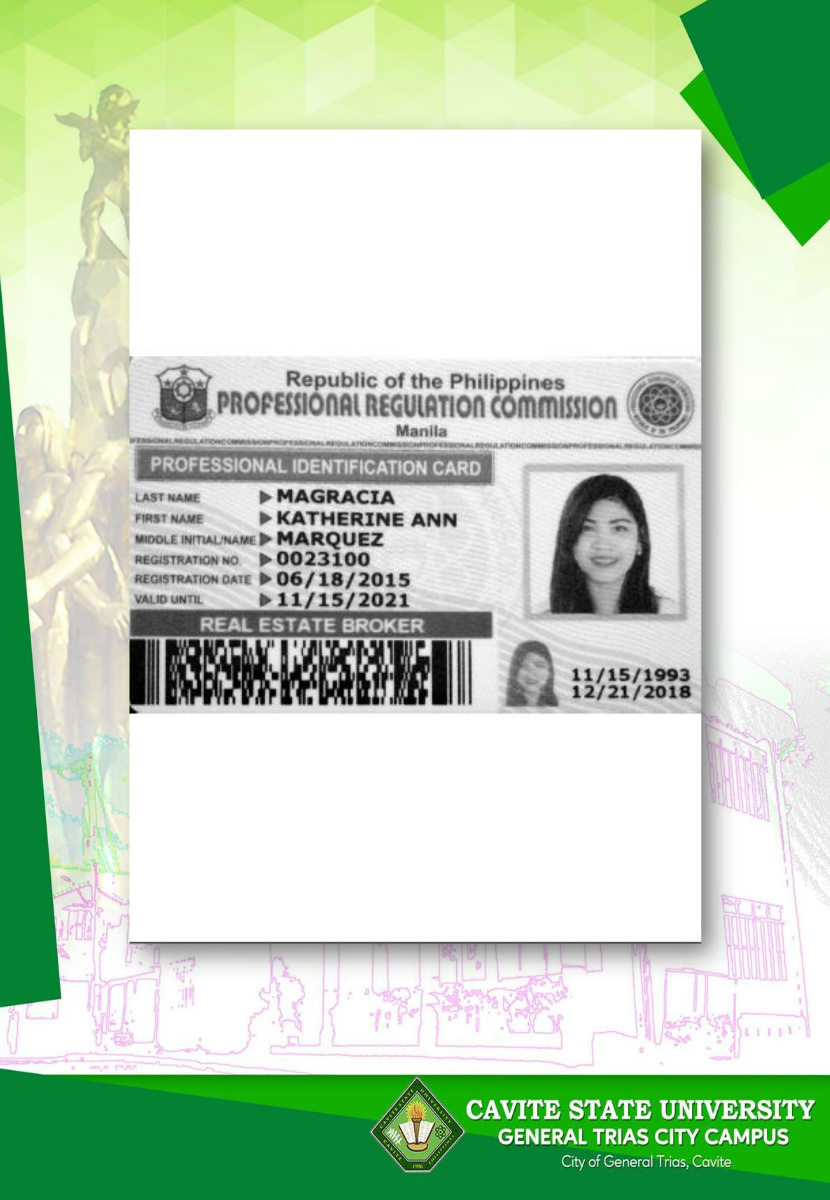 Republic of the Philippines
PROFESSIONAL REGULATION COMMISSION
Manila
PROFESSIONAL IDENTIFICATION CARD
LAST NAME MAGRACIA
FIRST NAME KATHERINE ANN
MIDDLE INITIAL/NAME MARQUEZ
REGISTRATION NO. 0023100
REGISTRATION DATE 06/18/2015
VALID UNTIL 11/15/2021
REAL ESTATE BROKER
11/15/1993
12/21/2018
CAVITE STATE UNIVERSITY
GENERAL TRIAS CITY CAMPUS
City of General Trias, Cavite
1906